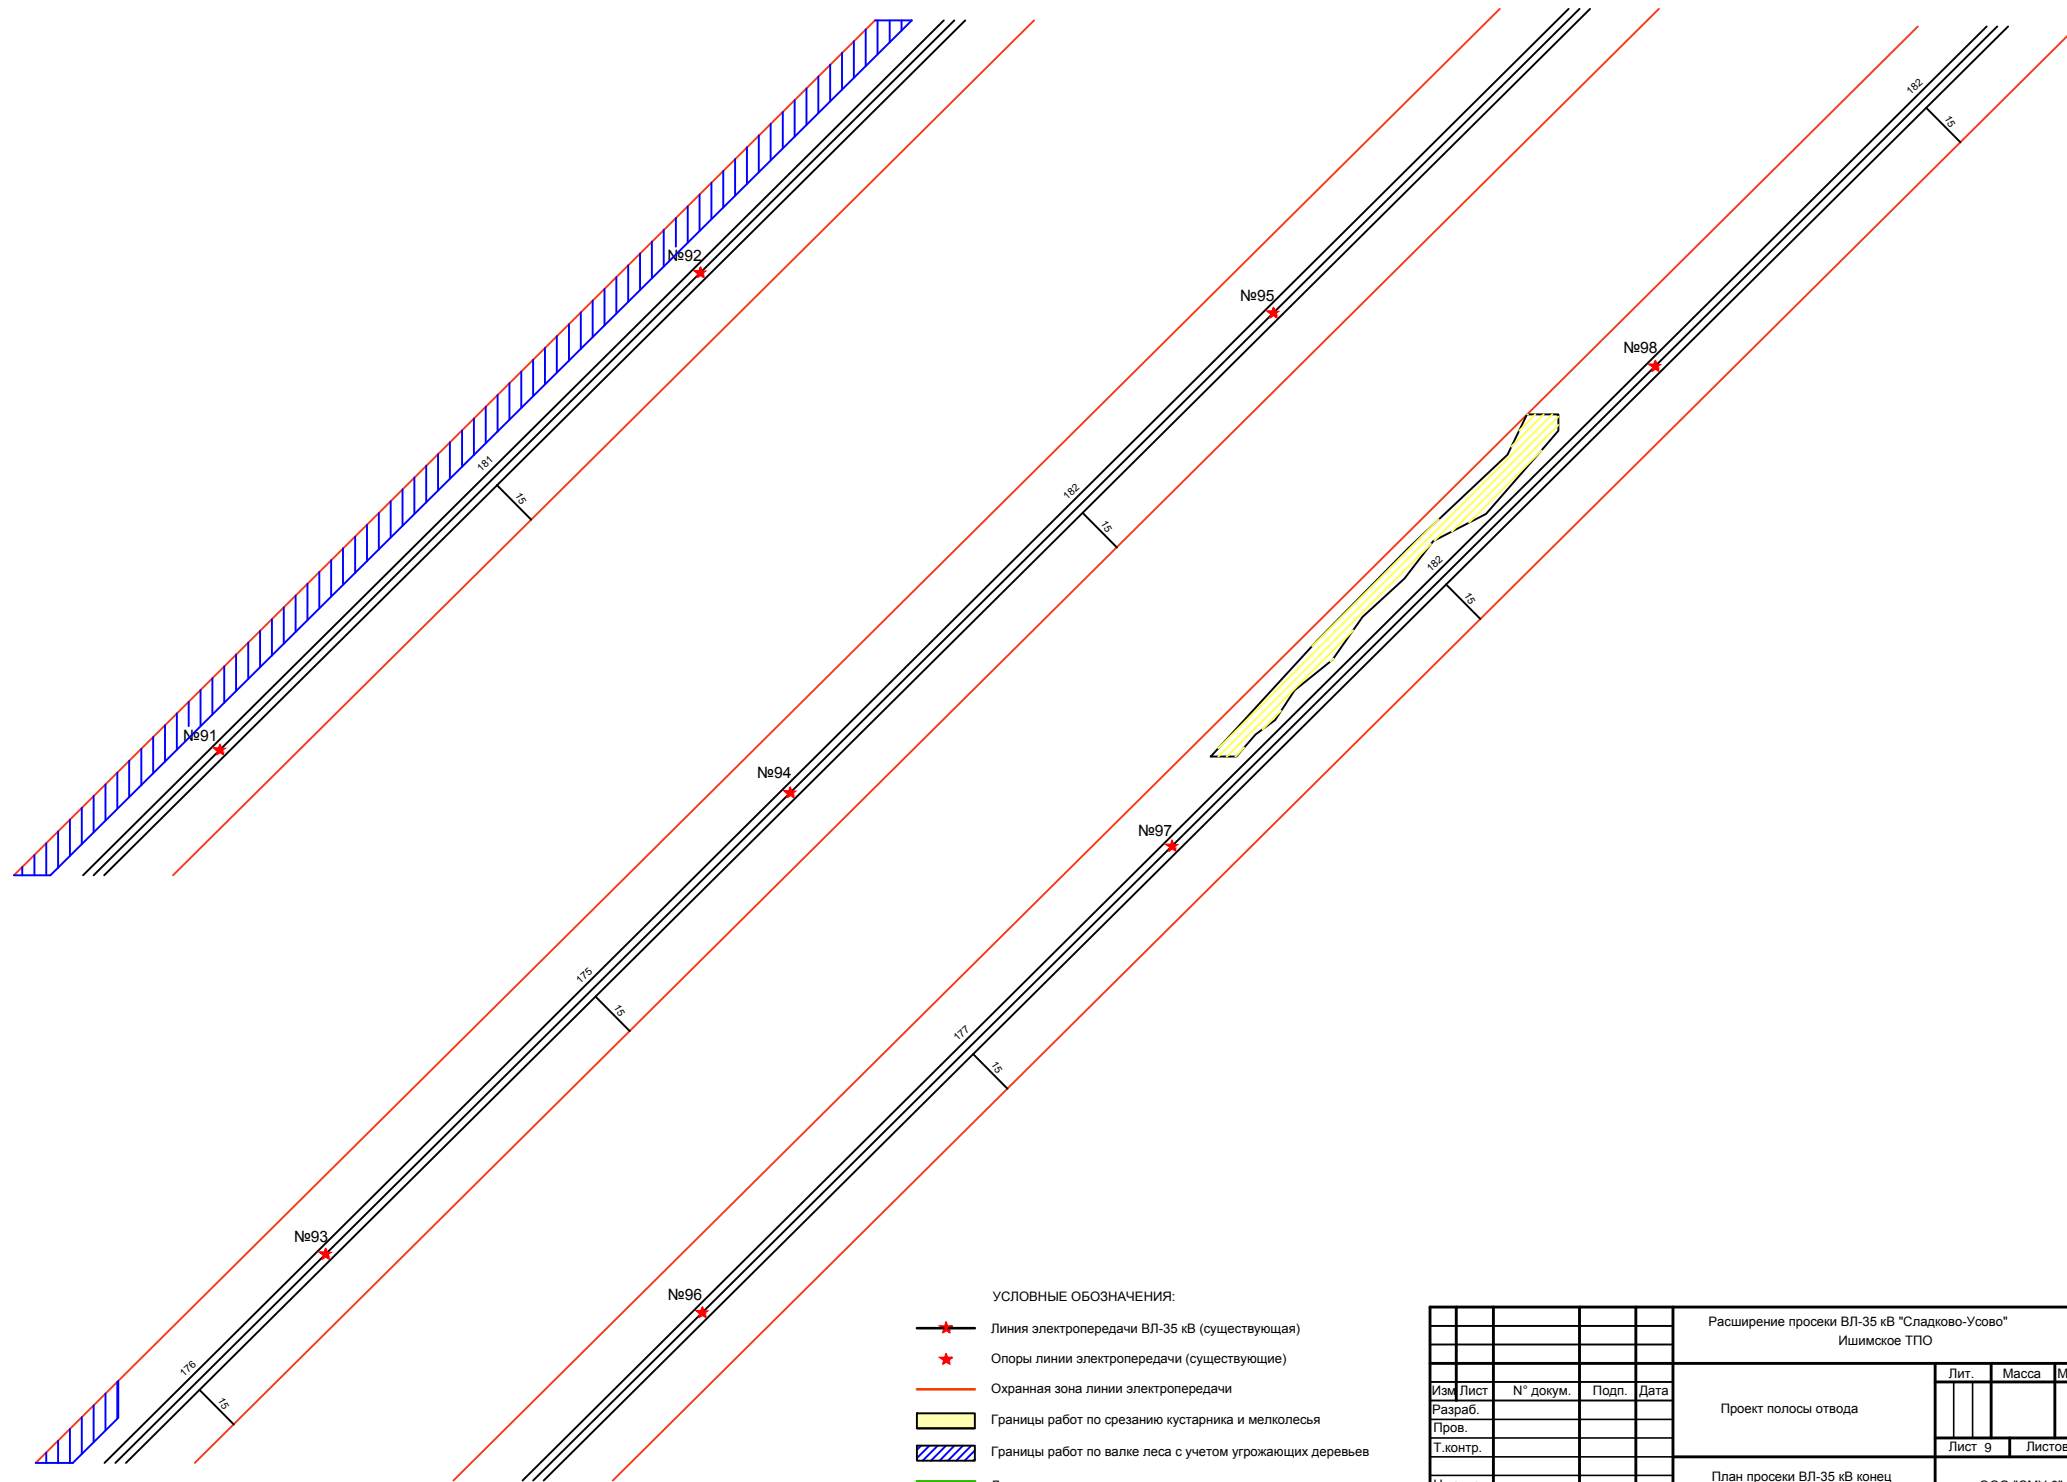 №92
181
15
№91
182
15
№95
182
15
№94
175
15
№93
176
15
182
15
№98
182
15
№97
177
15
№96
УСЛОВНЫЕ ОБОЗНАЧЕНИЯ:
Линия электропередачи ВЛ-35 кВ (существующая)
Опоры линии электропередачи (существующие)
Охранная зона линии электропередачи
Границы работ по срезанию кустарника и мелколесья
Границы работ по валке леса с учетом угрожающих деревьев
Расширение просеки ВЛ-35 кВ "Сладково-Усово"
Ишимское ТПО
Изм Лист N° докум. Подп. Дата
Разраб.
Пров.
Т.контр.
Проект полосы отвода
Лит. Масса
Лист 9 Листов
План просеки ВЛ-35 кВ конец